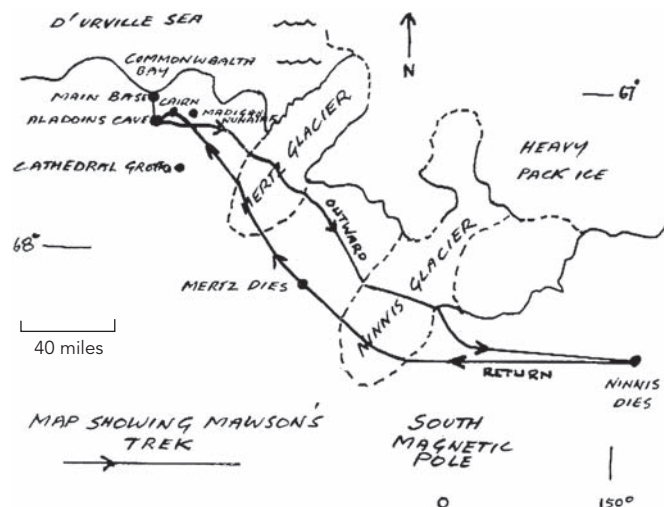 D'URVILLE SEA
COMMONWEALTH
BAY
MAIN BASE
CAIRN
MADIGAN
NUNATAK
ALADDINS CAVE
CATHEDRAL GROTTO
N
67°
HEAVY
PACK ICE
MERTZ GLACIER
OUTWARD
68°
MERTZ DIES
NINNIS GLACIER
40 miles
RETURN
NINNIS
DIES
MAP SHOWING MAWSON'S
TREK
SOUTH
MAGNETIC
POLE
O
150°